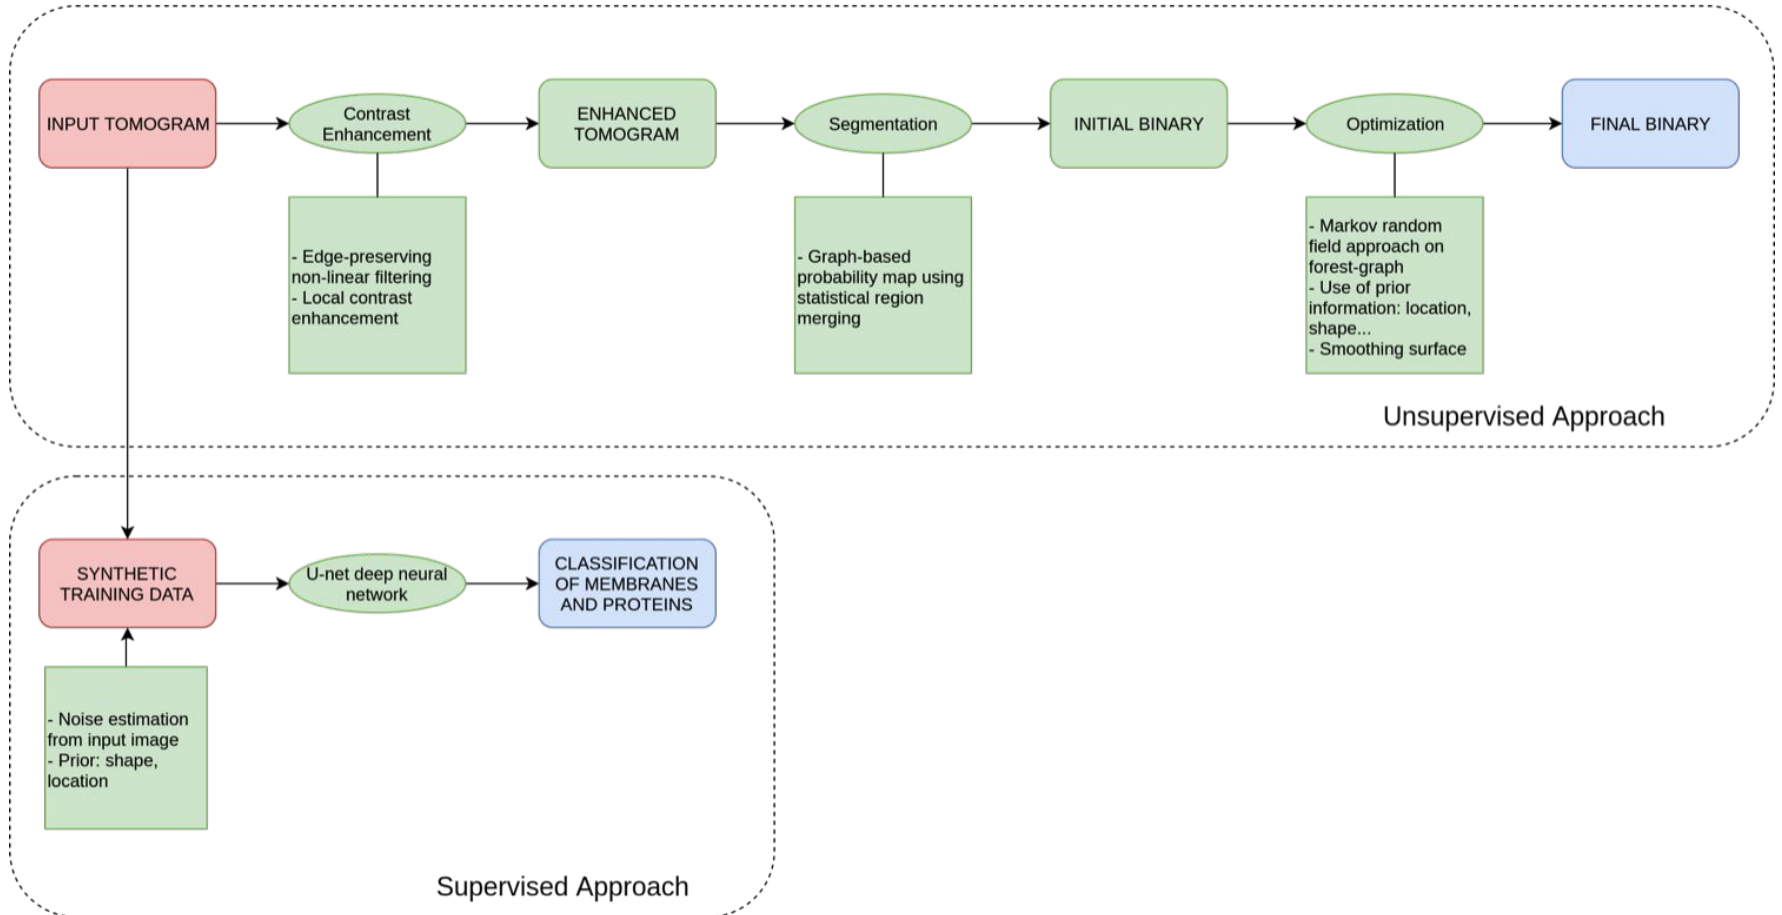 INPUT TOMOGRAM
Contrast
Enhancement
ENHANCED
TOMOGRAM
Segmentation
INITIAL BINARY
Optimization
FINAL BINARY
- Edge-preserving
non-linear filtering
- Local contrast
enhancement
- Graph-based
probability map using
statistical region
merging
- Markov random
field approach on
forest-graph
- Use of prior
information: location,
shape...
- Smoothing surface
Unsupervised Approach
SYNTHETIC
TRAINING DATA
U-net deep neural
network
CLASSIFICATION
OF MEMBRANES
AND PROTEINS
- Noise estimation
from input image
- Prior: shape,
location
Supervised Approach